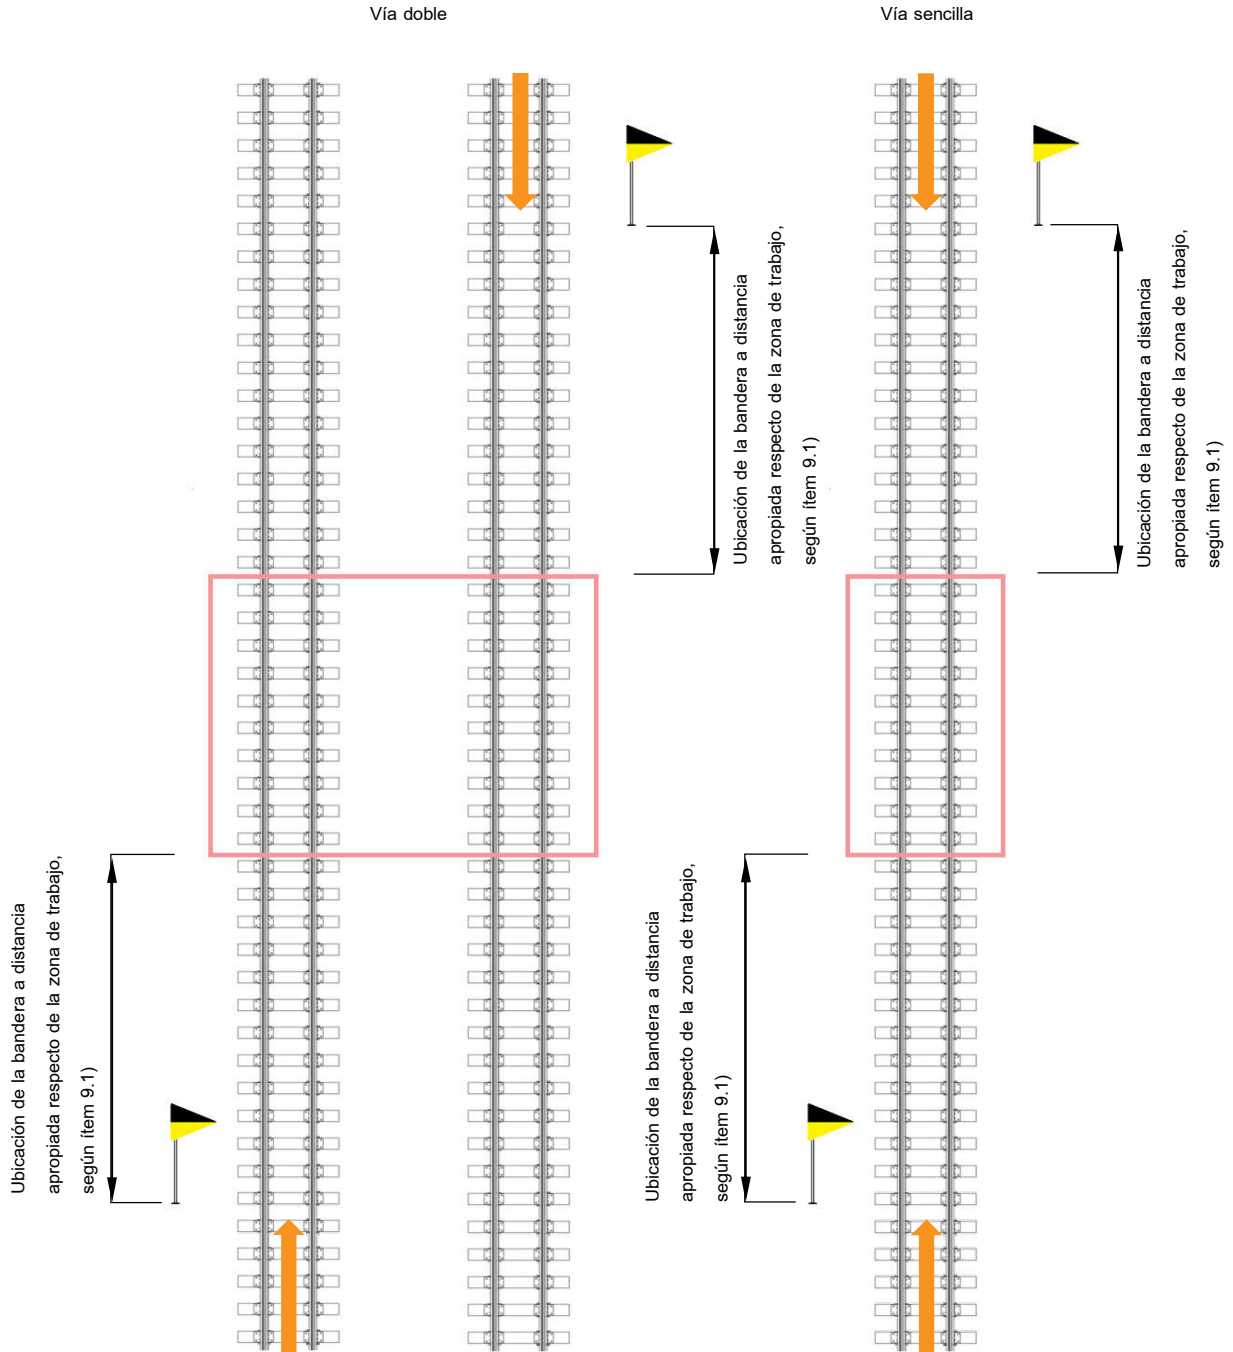 Vía doble
Vía sencilla
Ubicación de la bandera a distancia
apropiada respecto de la zona de trabajo,
según ítem 9.1)
Ubicación de la bandera a distancia
apropiada respecto de la zona de trabajo,
según ítem 9.1)
Ubicación de la bandera a distancia
apropiada respecto de la zona de trabajo,
según ítem 9.1)
Ubicación de la bandera a distancia
apropiada respecto de la zona de trabajo,
según ítem 9.1)